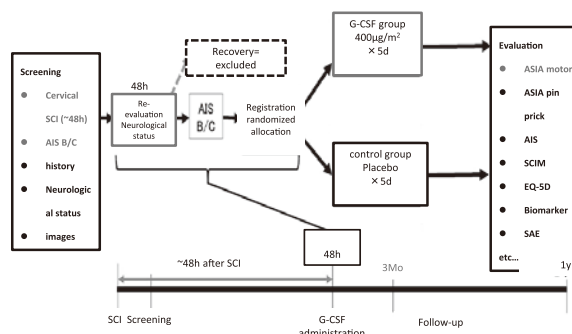 Screening
Cervical
SCI (~48h)
AIS B/C
history
Neurologic
al status
images
48h
Re-
evaluation
Neurological
status
Recovery=
excluded
AIS
B/C
Registration
randomized
allocation
G-CSF group
400μg/m²
×5d
control group
Placebo
×5d
Evaluation
ASIA motor
ASIA pin
prick
AIS
SCIM
EQ-5D
Biomarker
SAE
etc...
48h
~48h after SCI
3Mo
1y
SCI Screening
G-CSF
administration
Follow-up